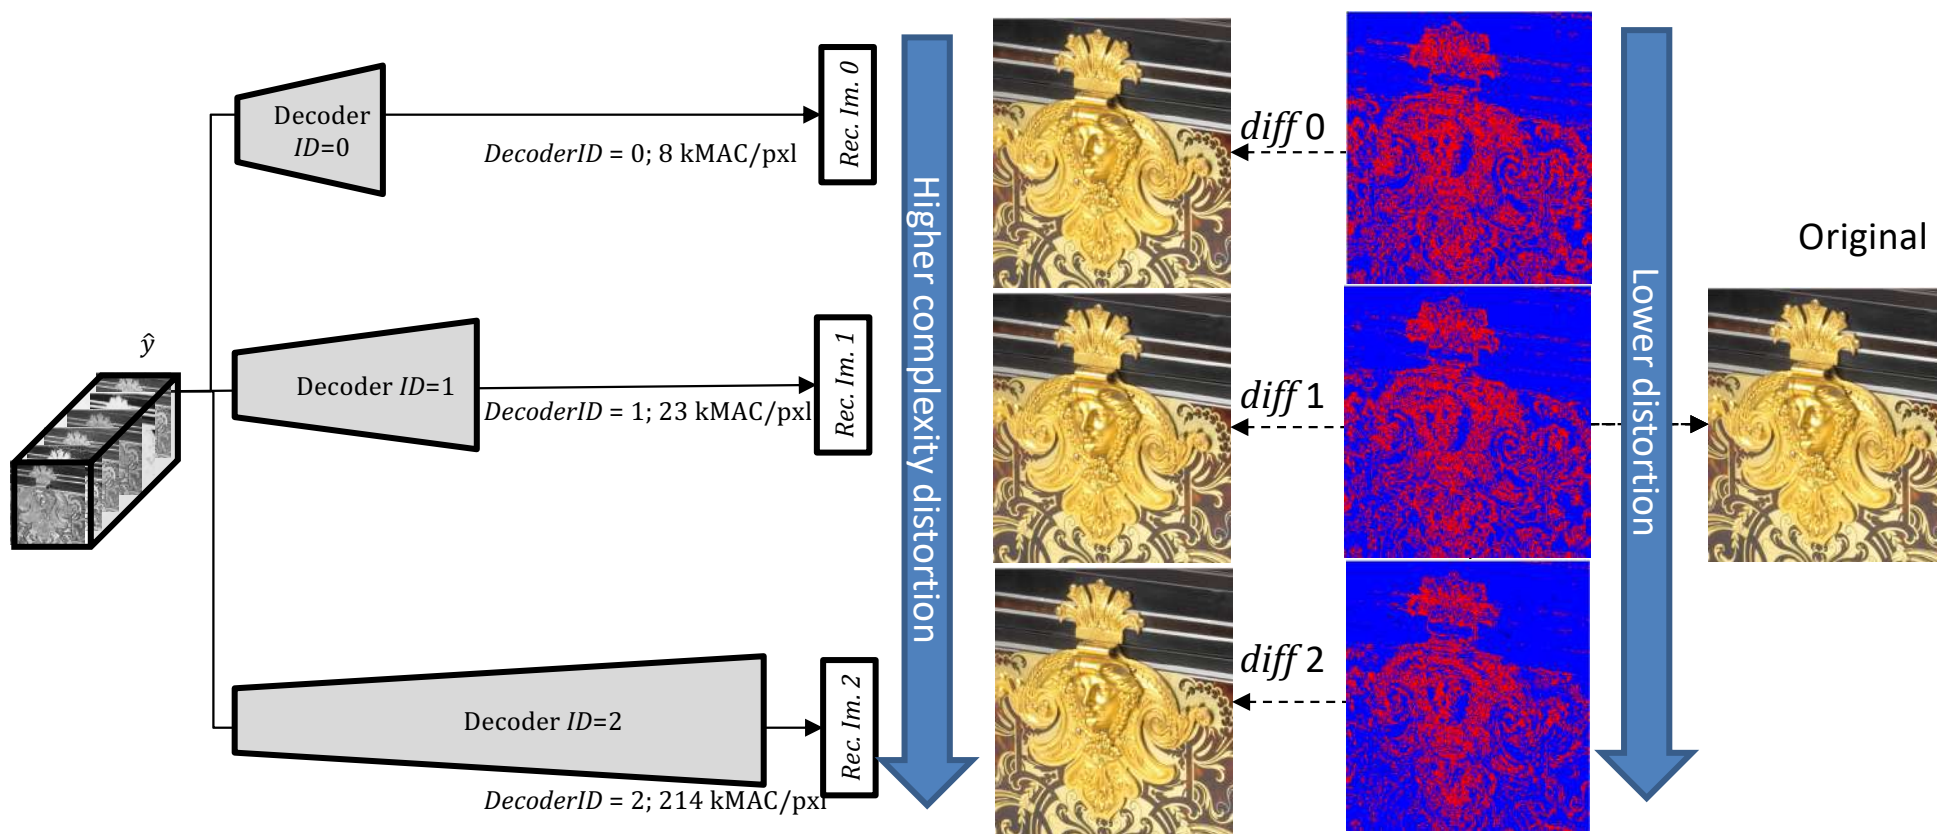 Decoder
ID=0
DecoderID = 0; 8 kMAC/pxl
Rec. Im. 0
ŷ
Decoder ID=1
DecoderID = 1; 23 kMAC/pxl
Rec. Im. 1
Decoder ID=2
DecoderID = 2; 214 kMAC/pxl
Rec. Im. 2
Higher complexity distortion
diff 0
diff 1
diff 2
Lower distortion
Original